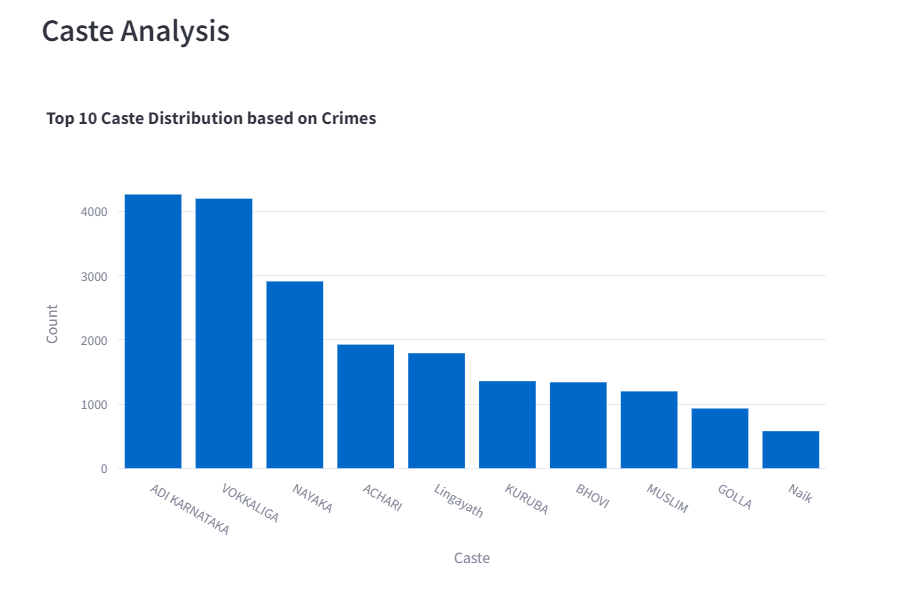 Caste Analysis
Top 10 Caste Distribution based on Crimes
4000
3000
2000
1000
0
Count
ADI KARNATAKA
VOKKALIGA
NAYAKA
ACHARI
Lingayath
KURUBA
BHOVI
MUSLIM
GOLLA
Naik
Caste